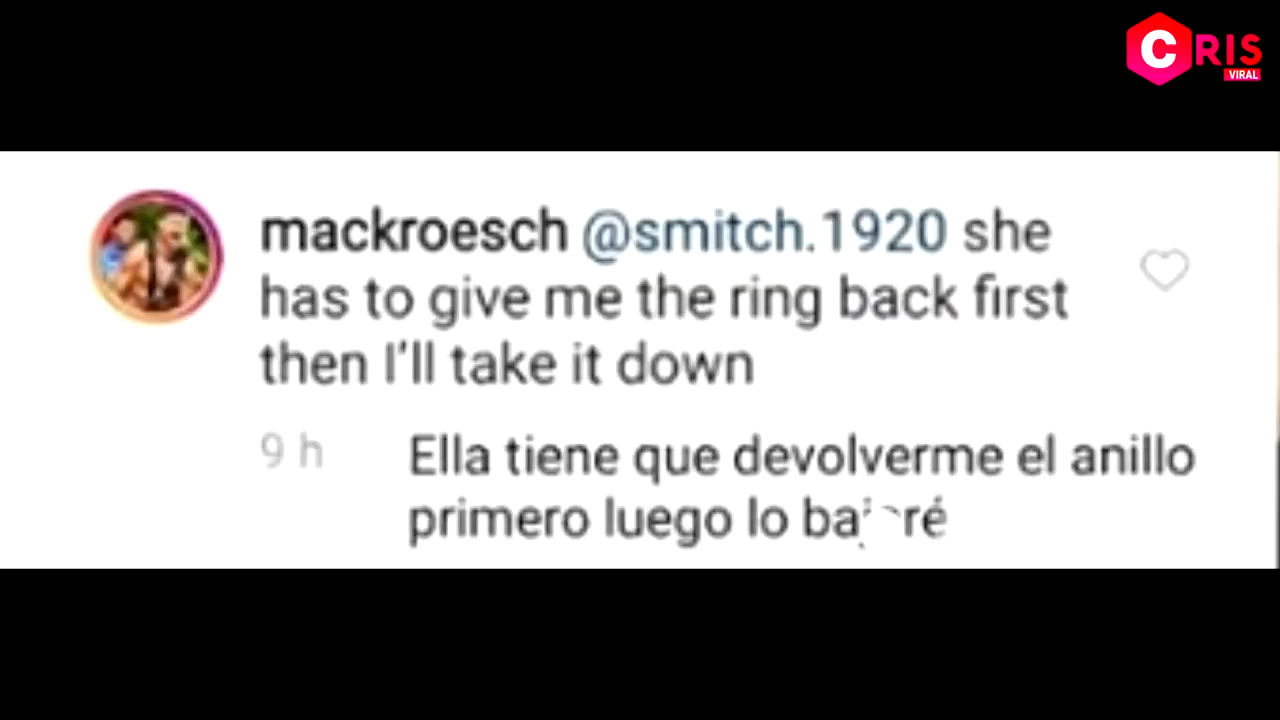 CRIS
VIRAL
mackroesch @smitch.1920 she
has to give me the ring back first
then I'll take it down
9 h
Ella tiene que devolverme el anillo
primero luego lo